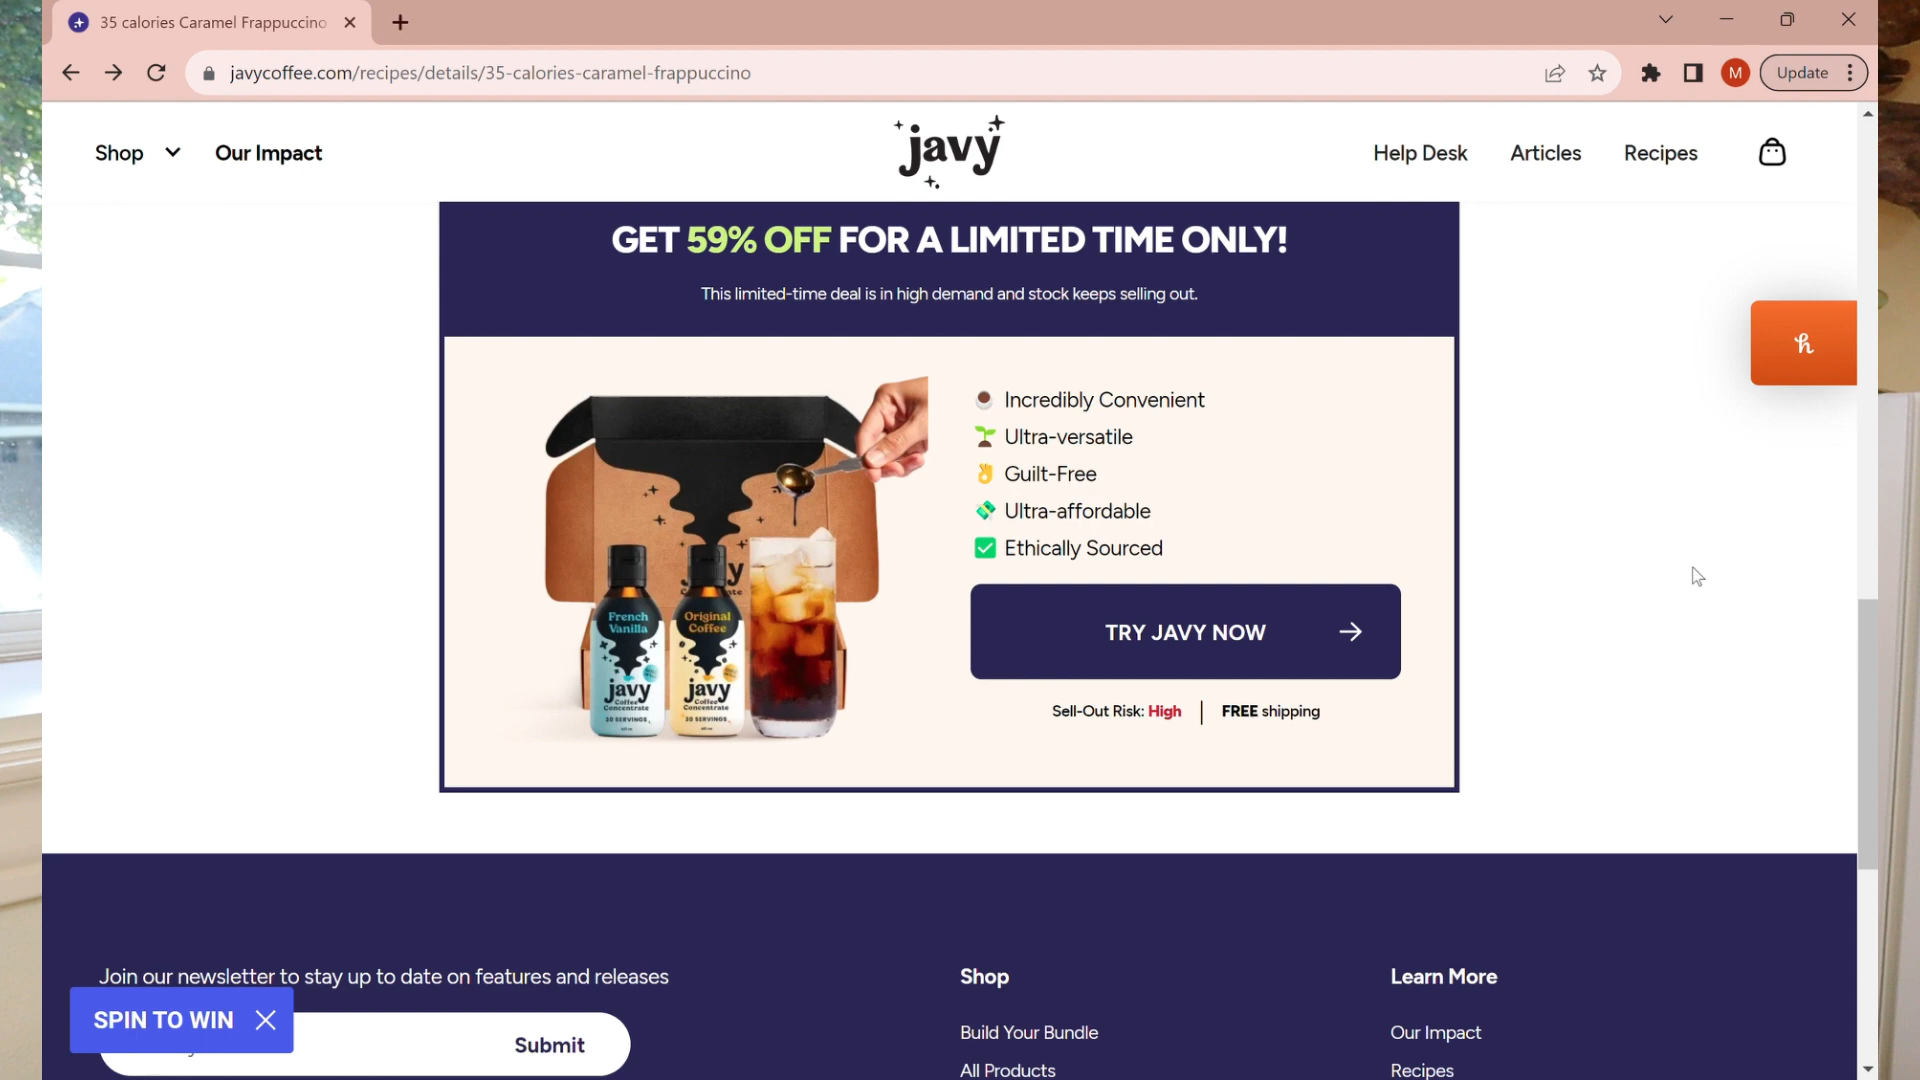 35 calories Caramel Frappuccino
javycoffee.com/recipes/details/35-calories-caramel-frappuccino
M
Update
Shop
Our Impact
javy
Help Desk
Articles
Recipes
GET 59% OFF FOR A LIMITED TIME ONLY!
This limited-time deal is in high demand and stock keeps selling out.
Incredibly Convenient
Ultra-versatile
Guilt-Free
Ultra-affordable
Ethically Sourced
French
Vanilla
javy
Coffee
Concentrate
30 SERVINGS
Original
Coffee
javy
Coffee
Concentrate
30 SERVINGS
TRY JAVY NOW
Sell-Out Risk: High
FREE shipping
Join our newsletter to stay up to date on features and releases
SPIN TO WIN
Submit
Shop
Build Your Bundle
All Products
Learn More
Our Impact
Recipes